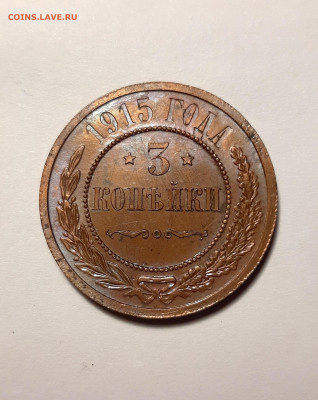 COINS.LAVE.RU
1915 ГОДА
★ 3 ★
КОПѢЙКИ